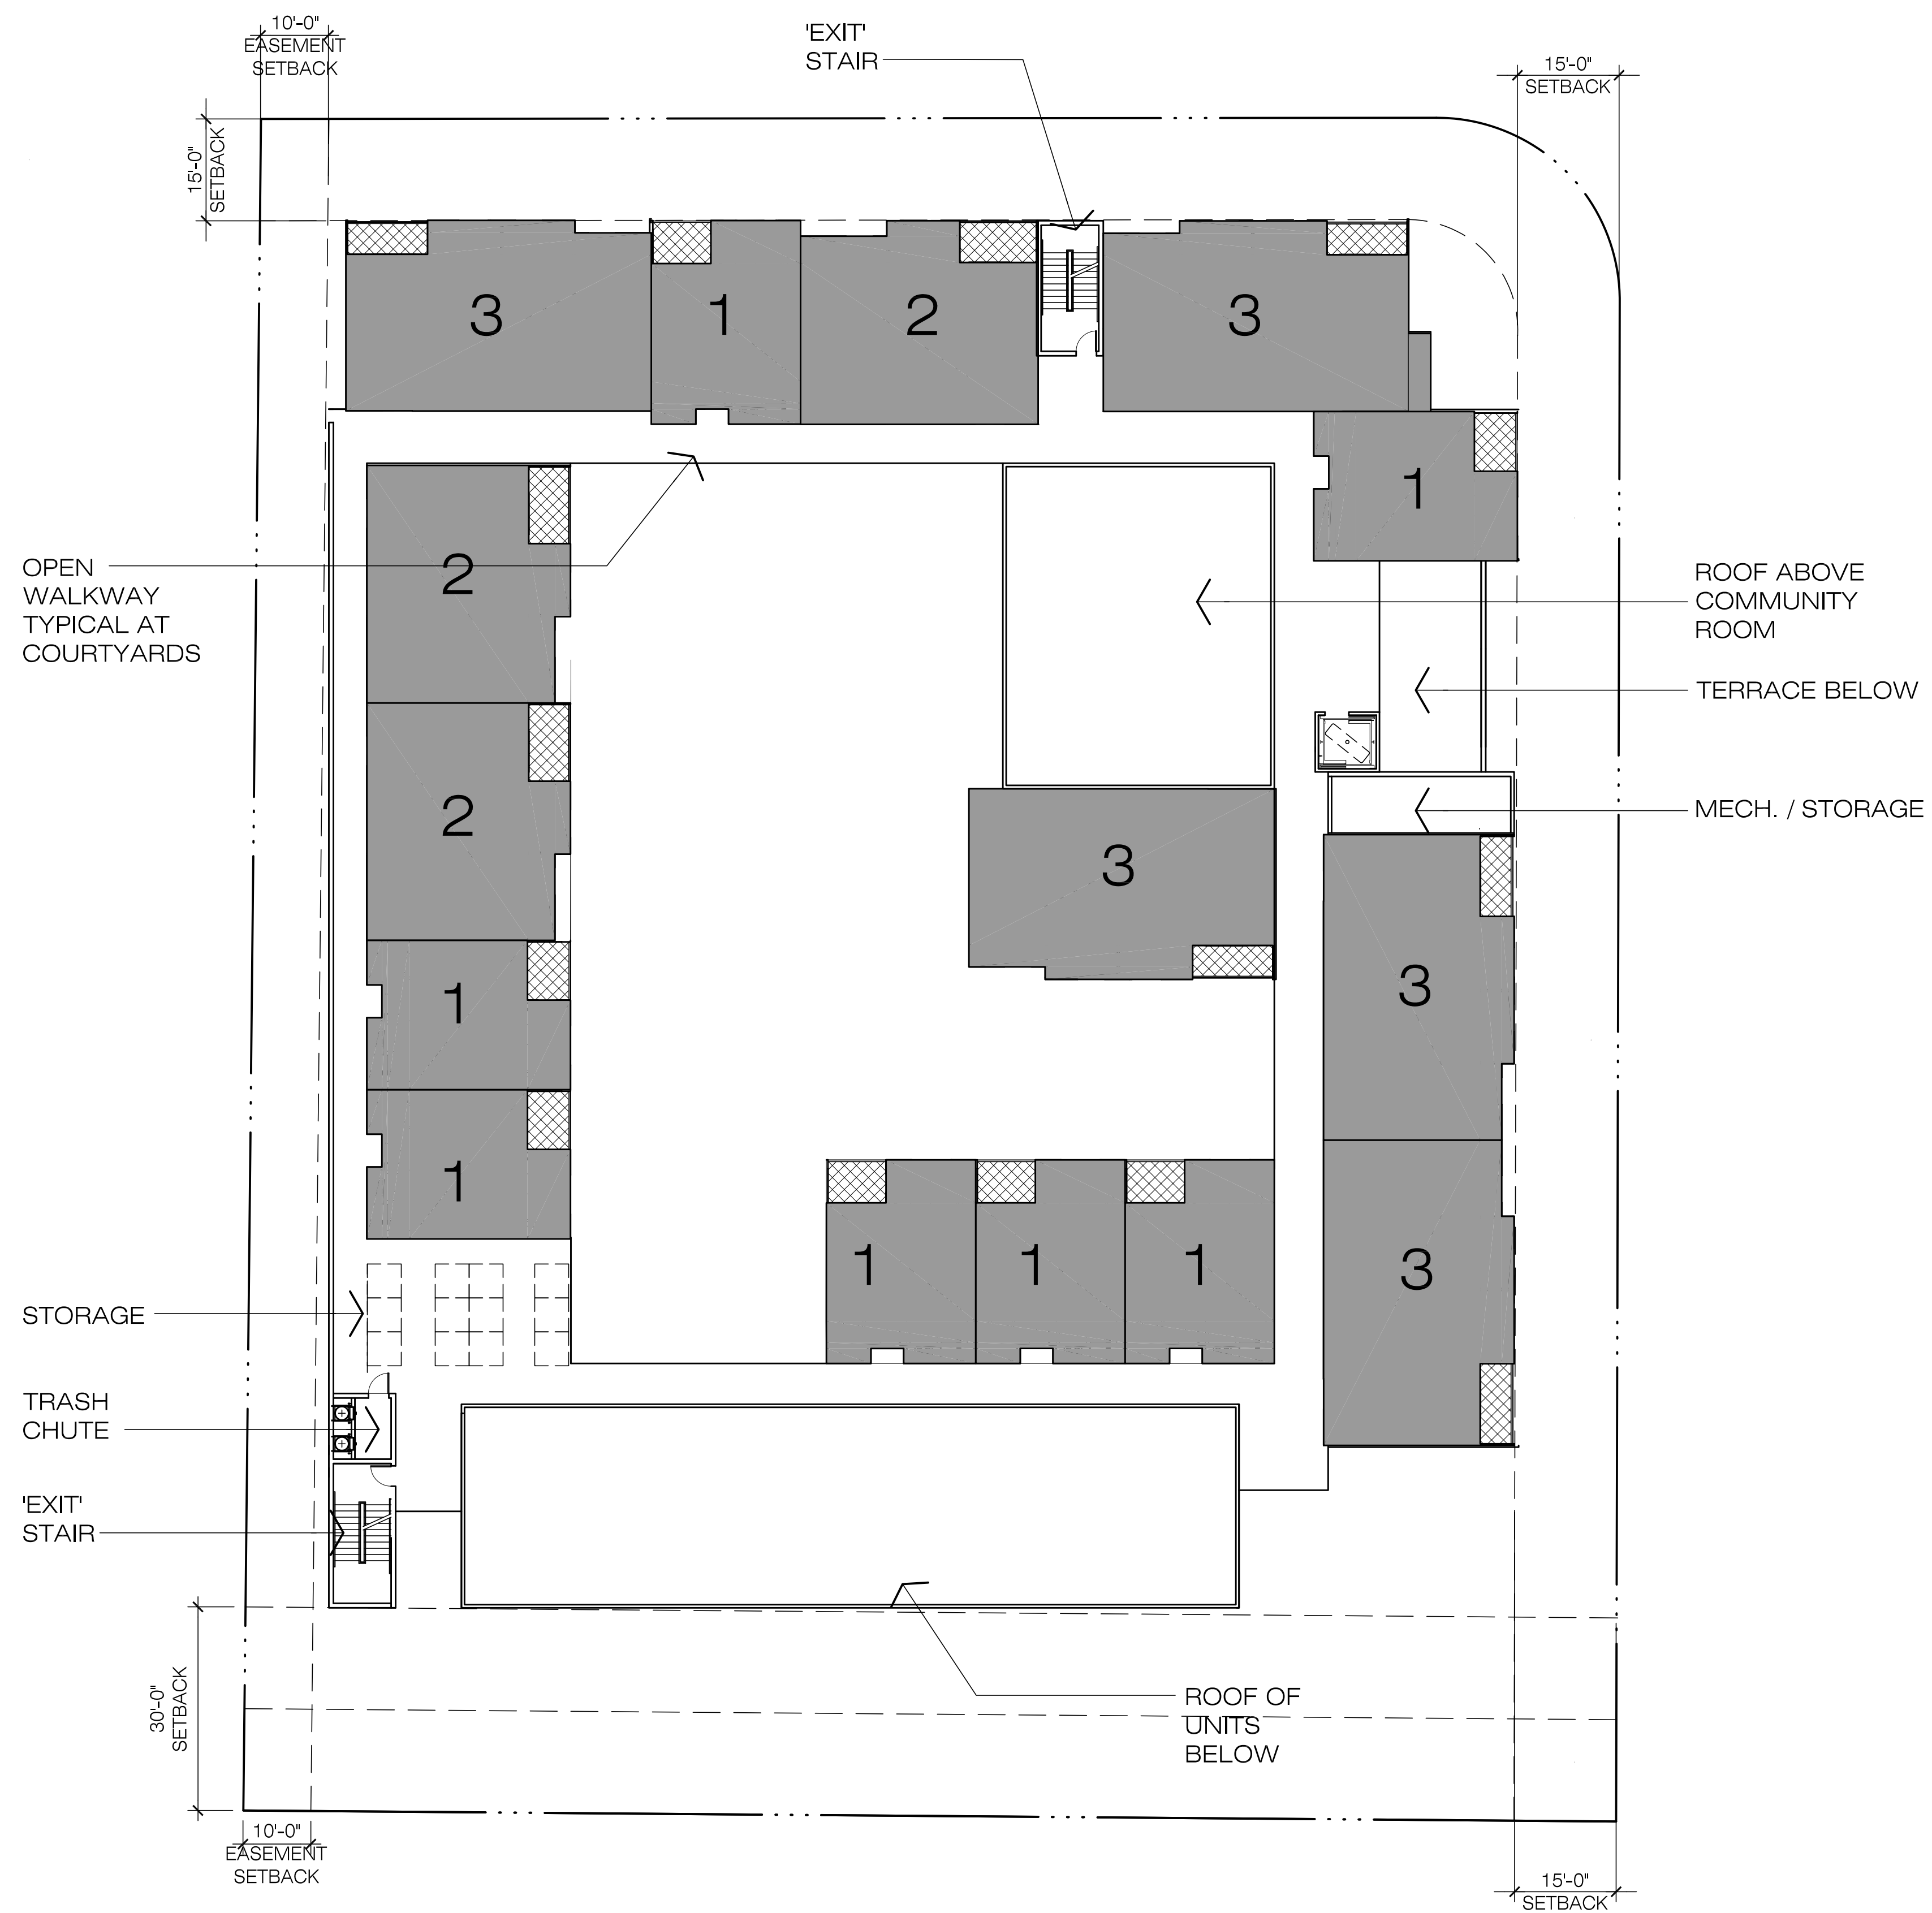 10'-0"
EASEMENT
SETBACK
'EXIT'
STAIR
15'-0"
SETBACK
15'-0"
SETBACK
3
1
2
3
1
OPEN
WALKWAY
TYPICAL AT
COURTYARDS
2
ROOF ABOVE
COMMUNITY
ROOM
TERRACE BELOW
MECH. / STORAGE
2
3
3
1
1
1
1
1
3
STORAGE
TRASH
CHUTE
'EXIT'
STAIR
30'-0"
SETBACK
ROOF OF
UNITS
BELOW
10'-0"
EASEMENT
SETBACK
15'-0"
SETBACK